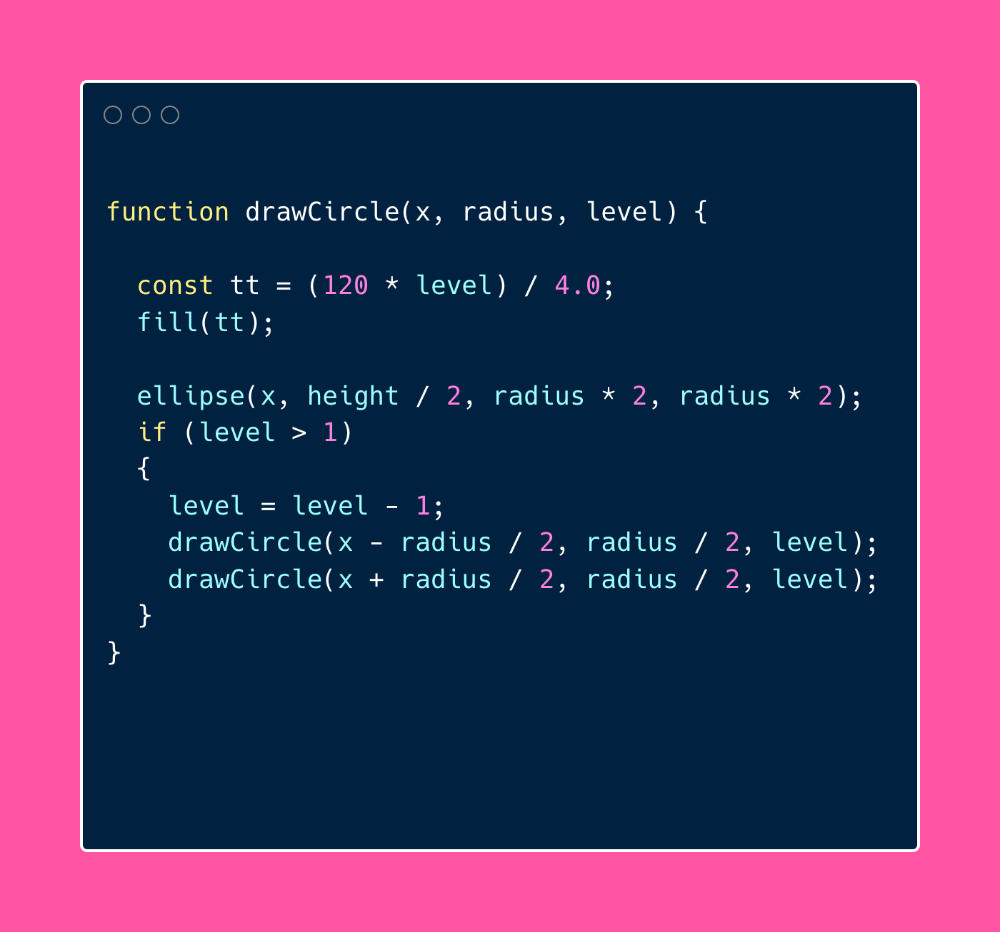 function drawCircle(x, radius, level) {
  const tt = (120 * level) / 4.0;
  fill(tt);
  ellipse(x, height / 2, radius * 2, radius * 2);
  if (level > 1)
  {
    level = level - 1;
    drawCircle(x - radius / 2, radius / 2, level);
    drawCircle(x + radius / 2, radius / 2, level);
  }
}